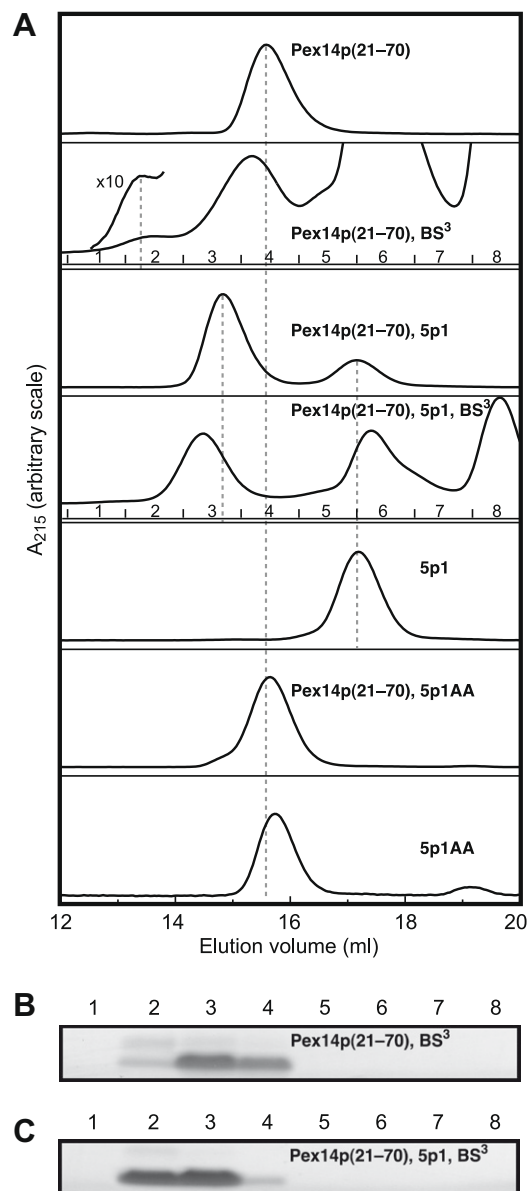 A
Pex14p(21–70)
x10
Pex14p(21–70), BS³
1 2 3 4 5 6 7 8
Pex14p(21–70), 5p1
Pex14p(21–70), 5p1, BS³
1 2 3 4 5 6 7 8
5p1
Pex14p(21–70), 5p1AA
5p1AA
A₂₁₅ (arbitrary scale)
12 14 16 18 20
Elution volume (ml)
B
1 2 3 4 5 6 7 8
Pex14p(21–70), BS³
C
1 2 3 4 5 6 7 8
Pex14p(21–70), 5p1, BS³